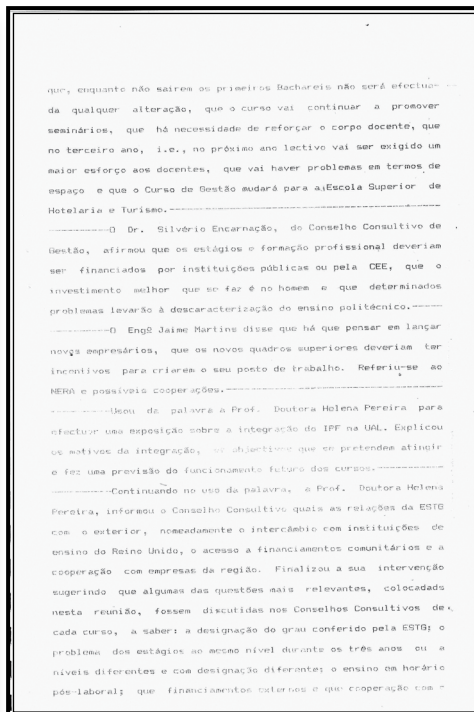 que, enquanto não sairem os primeiros Bachareis não será efectua-
da qualquer alteração, que o curso vai continuar a promover
seminários, que há necessidade de reforçar o corpo docente, que
no terceiro ano, i.e., no próximo ano lectivo vai ser exigido um
maior esforço aos docentes, que vai haver problemas em termos de
espaço e que o Curso de Gestão mudará para a Escola Superior de
Hotelaria e Turismo.--------------------------------------------
----------O Dr. Silvério Encarnação, do Conselho Consultivo de
Gestão, afirmou que os estágios e formação profissional deveriam
ser financiados por instituições públicas ou pela CEE, que o
investimento melhor que se faz é no homem e que determinados
problemas levarão à descaracterização do ensino politécnico.------
----------O Engº Jaime Martins disse que há que pensar em lançar
novos empresários, que os novos quadros superiores deveriam ter
incentivos para criarem o seu posto de trabalho. Referiu-se ao
NERA e possíveis cooperações.-----------------------------------
----------Usou da palavra a Prof. Doutora Helena Pereira para
efectuar uma exposição sobre a integração do IPF na UAL. Explicou
os motivos da integração, os objectivos que se pretendem atingir
e fez uma previsão do funcionamento futuro dos cursos.------------
----------Continuando no uso da palavra, a Prof. Doutora Helena
Pereira, informou o Conselho Consultivo quais as relações da ESTG
com o exterior, nomeadamente o intercâmbio com instituições de
ensino do Reino Unido, o acesso a financiamentos comunitários e a
cooperação com empresas da região. Finalizou a sua intervenção
sugerindo que algumas das questões mais relevantes, colocadads
nesta reunião, fossem discutidas nos Conselhos Consultivos de
cada curso, a saber: a designação do grau conferido pela ESTG; o
problema dos estágios ao mesmo nível durante os três anos ou a
níveis diferentes e com designação diferente; o ensino em horário
pós-laboral; que financiamentos externos e que cooperação com -